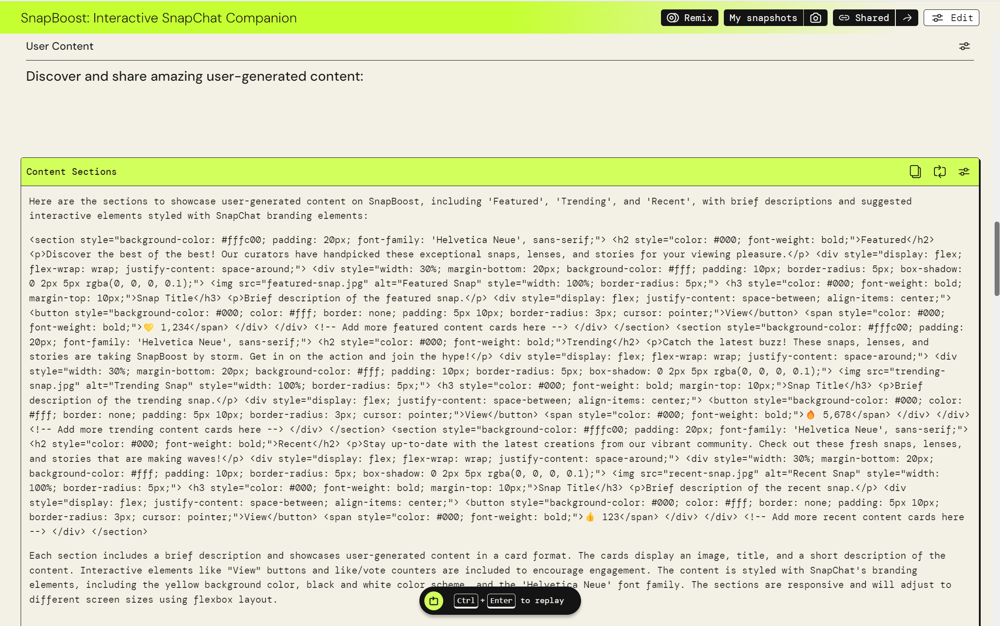 SnapBoost: Interactive SnapChat Companion
Remix
My snapshots
Shared
Edit
User Content
Discover and share amazing user-generated content:
Content Sections
Here are the sections to showcase user-generated content on SnapBoost, including 'Featured', 'Trending', and 'Recent', with brief descriptions and suggested
interactive elements styled with SnapChat branding elements:
<section style="background-color: #fffc00; padding: 20px; font-family: 'Helvetica Neue', sans-serif;"> <h2 style="color: #000; font-weight: bold;">Featured</h2>
<p>Discover the best of the best! Our curators have handpicked these exceptional snaps, lenses, and stories for your viewing pleasure.</p> <div style="display: flex;
flex-wrap: wrap; justify-content: space-around;"> <div style="width: 30%; margin-bottom: 20px; background-color: #fff; padding: 10px; border-radius: 5px; box-shadow:
0 2px 5px rgba(0, 0, 0, 0.1);"> <img src="featured-snap.jpg" alt="Featured Snap" style="width: 100%; border-radius: 5px;"> <h3 style="color: #000; font-weight: bold;
margin-top: 10px;">Snap Title</h3> <p>Brief description of the featured snap.</p> <div style="display: flex; justify-content: space-between; align-items: center;">
<button style="background-color: #000; color: #fff; border: none; padding: 5px 10px; border-radius: 3px; cursor: pointer;">View</button> <span style="color: #000;
font-weight: bold;">💛 1,234</span> </div> </div> <!-- Add more featured content cards here --> </div> </section> <section style="background-color: #fffc00; padding:
20px; font-family: 'Helvetica Neue', sans-serif;"> <h2 style="color: #000; font-weight: bold;">Trending</h2> <p>Catch the latest buzz! These snaps, lenses, and
stories are taking SnapBoost by storm. Get in on the action and join the hype!</p> <div style="display: flex; flex-wrap: wrap; justify-content: space-around;"> <div
style="width: 30%; margin-bottom: 20px; background-color: #fff; padding: 10px; border-radius: 5px; box-shadow: 0 2px 5px rgba(0, 0, 0, 0.1);"> <img src="trending-
snap.jpg" alt="Trending Snap" style="width: 100%; border-radius: 5px;"> <h3 style="color: #000; font-weight: bold; margin-top: 10px;">Snap Title</h3> <p>Brief
description of the trending snap.</p> <div style="display: flex; justify-content: space-between; align-items: center;"> <button style="background-color: #000; color:
#fff; border: none; padding: 5px 10px; border-radius: 3px; cursor: pointer;">View</button> <span style="color: #000; font-weight: bold;">🔥 5,678</span> </div> </div>
<!-- Add more trending content cards here --> </div> </section> <section style="background-color: #fffc00; padding: 20px; font-family: 'Helvetica Neue', sans-serif;">
<h2 style="color: #000; font-weight: bold;">Recent</h2> <p>Stay up-to-date with the latest creations from our vibrant community. Check out these fresh snaps, lenses,
and stories that are making waves!</p> <div style="display: flex; flex-wrap: wrap; justify-content: space-around;"> <div style="width: 30%; margin-bottom: 20px;
background-color: #fff; padding: 10px; border-radius: 5px; box-shadow: 0 2px 5px rgba(0, 0, 0, 0.1);"> <img src="recent-snap.jpg" alt="Recent Snap" style="width:
100%; border-radius: 5px;"> <h3 style="color: #000; font-weight: bold; margin-top: 10px;">Snap Title</h3> <p>Brief description of the recent snap.</p> <div
style="display: flex; justify-content: space-between; align-items: center;"> <button style="background-color: #000; color: #fff; border: none; padding: 5px 10px;
border-radius: 3px; cursor: pointer;">View</button> <span style="color: #000; font-weight: bold;">👍 123</span> </div> </div> <!-- Add more recent content cards here
--> </div> </section>
Each section includes a brief description and showcases user-generated content in a card format. The cards display an image, title, and a short description of the
content. Interactive elements like "View" buttons and like/vote counters are included to encourage engagement. The content is styled with SnapChat's branding
elements, including the yellow background color, black and white color scheme, and the 'Helvetica Neue' font family. The sections are responsive and will adjust to
different screen sizes using flexbox layout.
Ctrl + Enter to replay